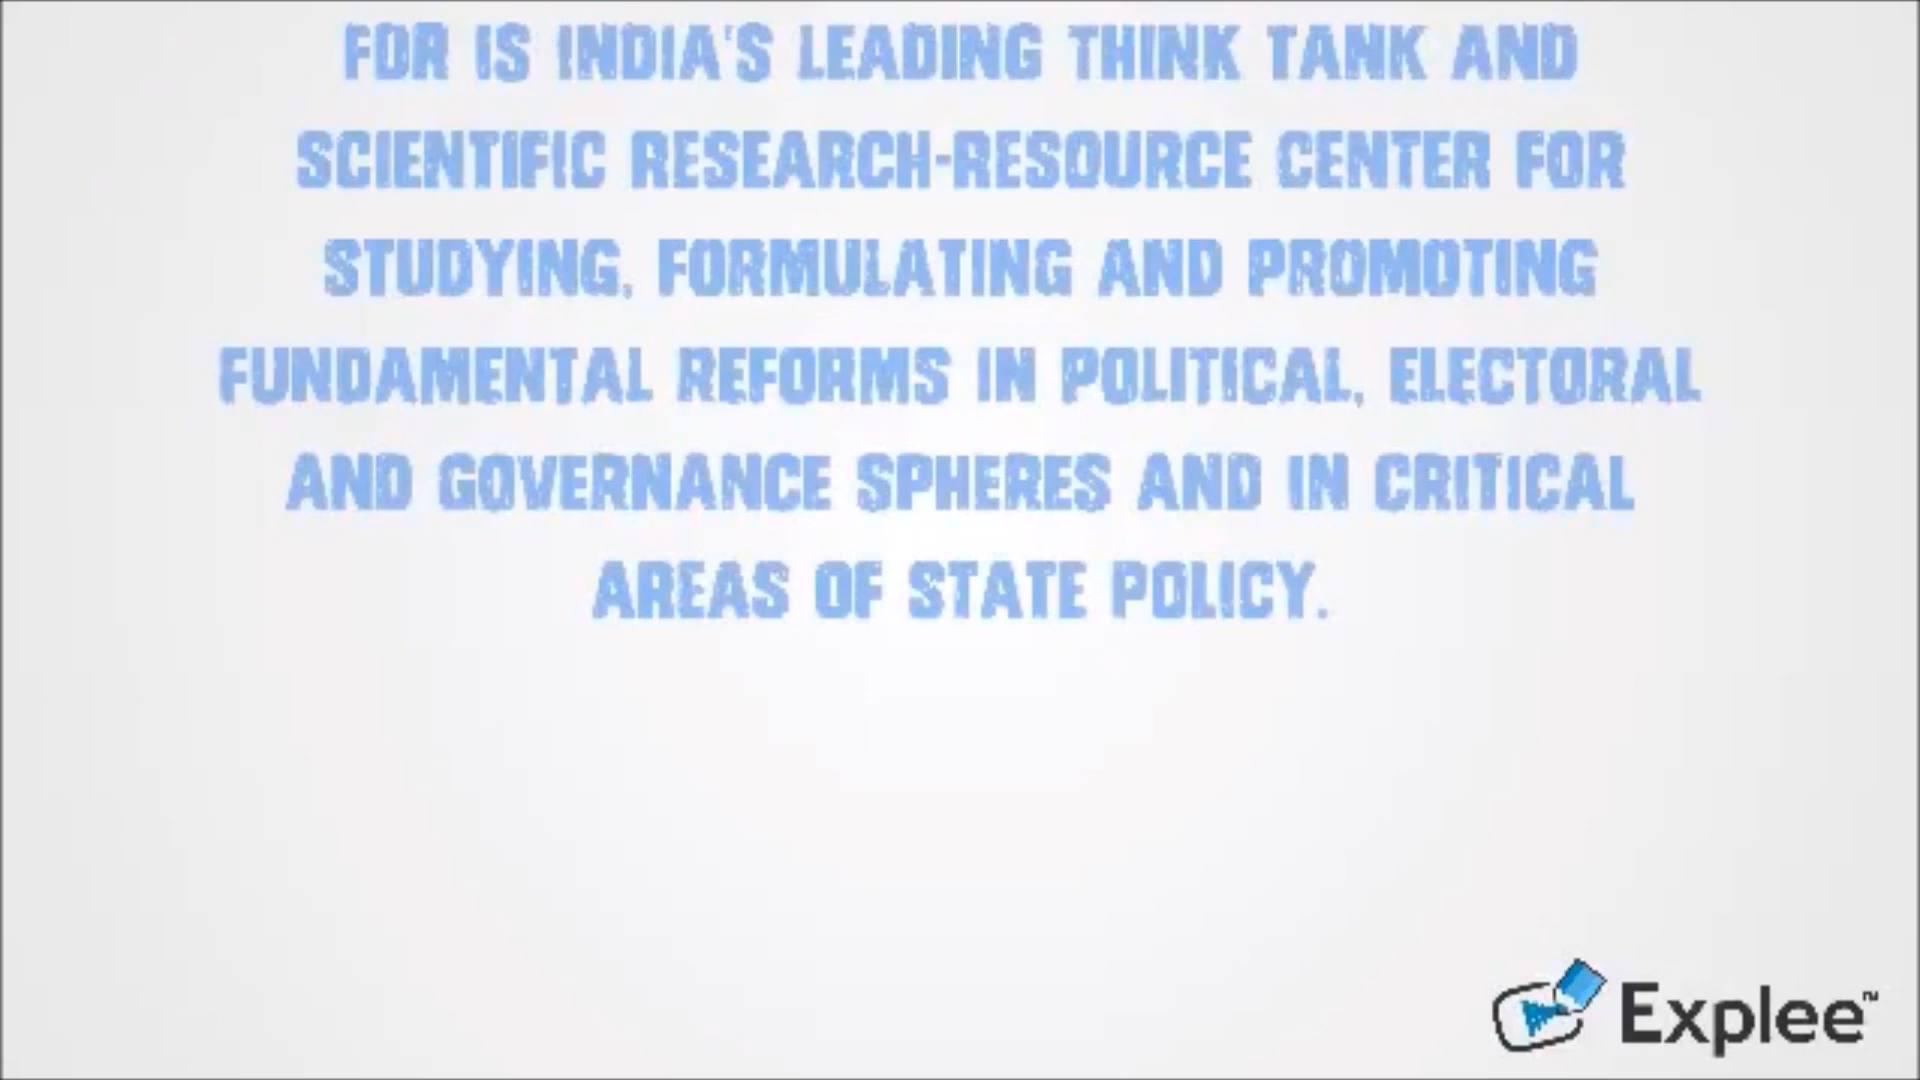 FDR IS INDIA'S LEADING THINK TANK AND
SCIENTIFIC RESEARCH-RESOURCE CENTER FOR
STUDYING, FORMULATING AND PROMOTING
FUNDAMENTAL REFORMS IN POLITICAL, ELECTORAL
AND GOVERNANCE SPHERES AND IN CRITICAL
AREAS OF STATE POLICY.
Explee™